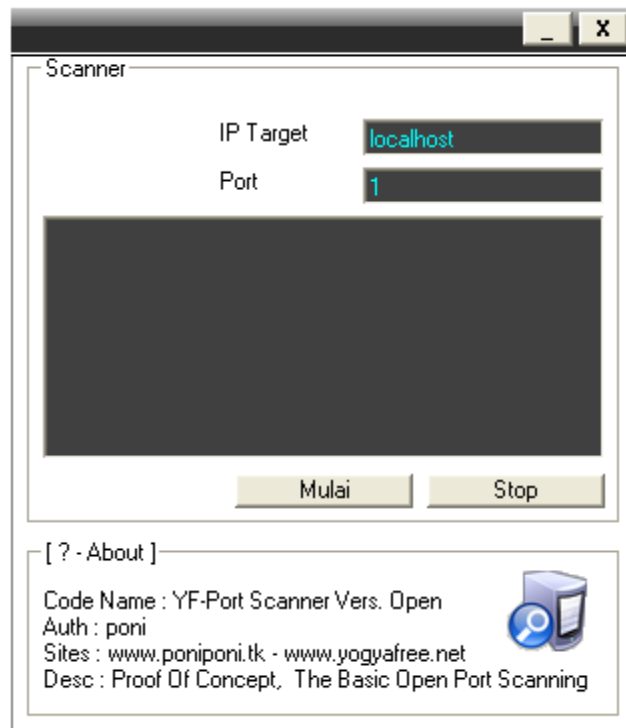 _ X
Scanner
IP Target localhost
Port 1
Mulai Stop
[ ? - About ]
Code Name : YF-Port Scanner Vers. Open
Auth : poni
Sites : www.poniponi.tk - www.yogyafree.net
Desc : Proof Of Concept, The Basic Open Port Scanning